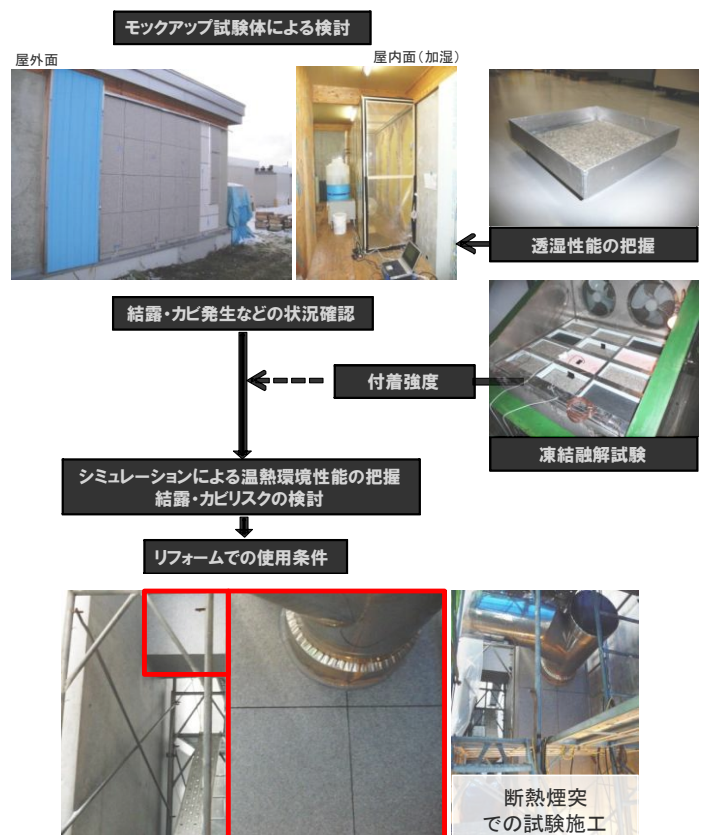 モックアップ試験体による検討
屋外面
屋内面（加湿）
透湿性能の把握
結露・カビ発生などの状況確認
付着強度
凍結融解試験
シミュレーションによる温熱環境性能の把握
結露・カビリスクの検討
リフォームでの使用条件
断熱煙突
での試験施工